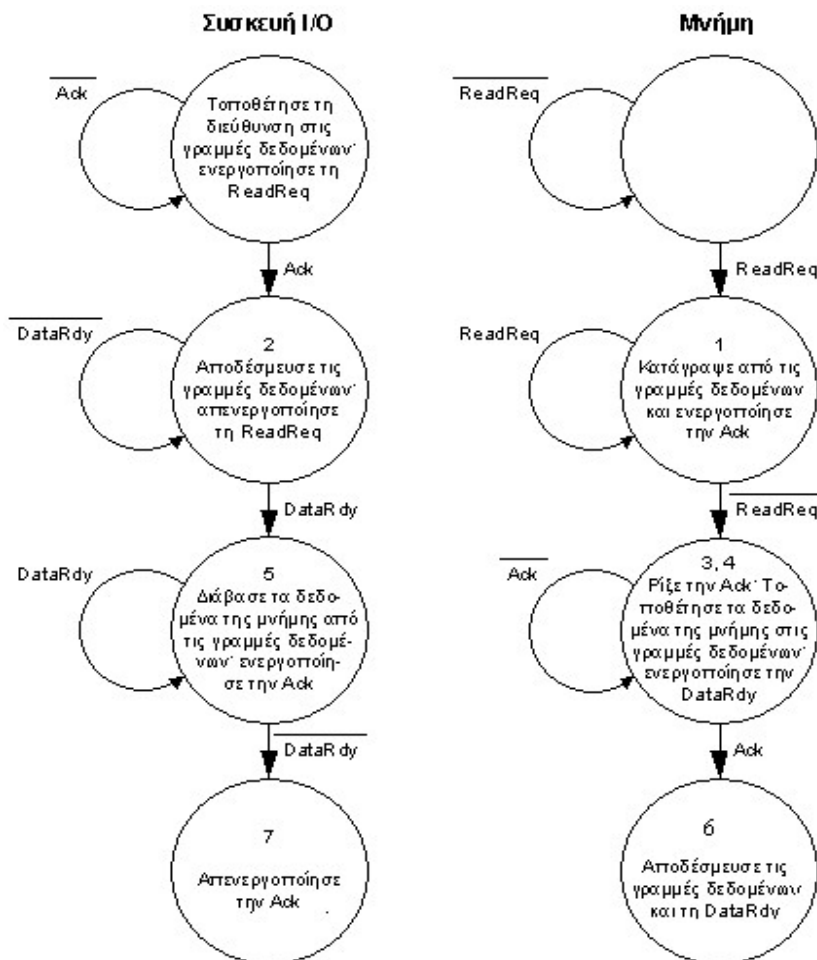 Συσκευή I/O
Μνήμη
Ack
Τοποθέτησε τη
διεύθυνση στις
γραμμές δεδομένων·
ενεργοποίησε τη
ReadReq
ReadReq
Ack
ReadReq
DataRdy
2
Αποδέσμευσε τις
γραμμές δεδομένων·
απενεργοποίησε
τη ReadReq
ReadReq
1
Κατάγραψε από τις
γραμμές δεδομένων
και ενεργοποίησε
την Ack
DataRdy
ReadReq
DataRdy
5
Διάβασε τα δεδο-
μένα της μνήμης από
τις γραμμές δεδομέ-
νων· ενεργοποίη-
σε την Ack
Ack
3, 4
Ρίξε την Ack· Το-
ποθέτησε τα δεδο-
μένα της μνήμης στις
γραμμές δεδομένων·
ενεργοποίησε την
DataRdy
DataRdy
Ack
7
Απενεργοποίησε
την Ack
6
Αποδέσμευσε τις
γραμμές δεδομένων
και τη DataRdy